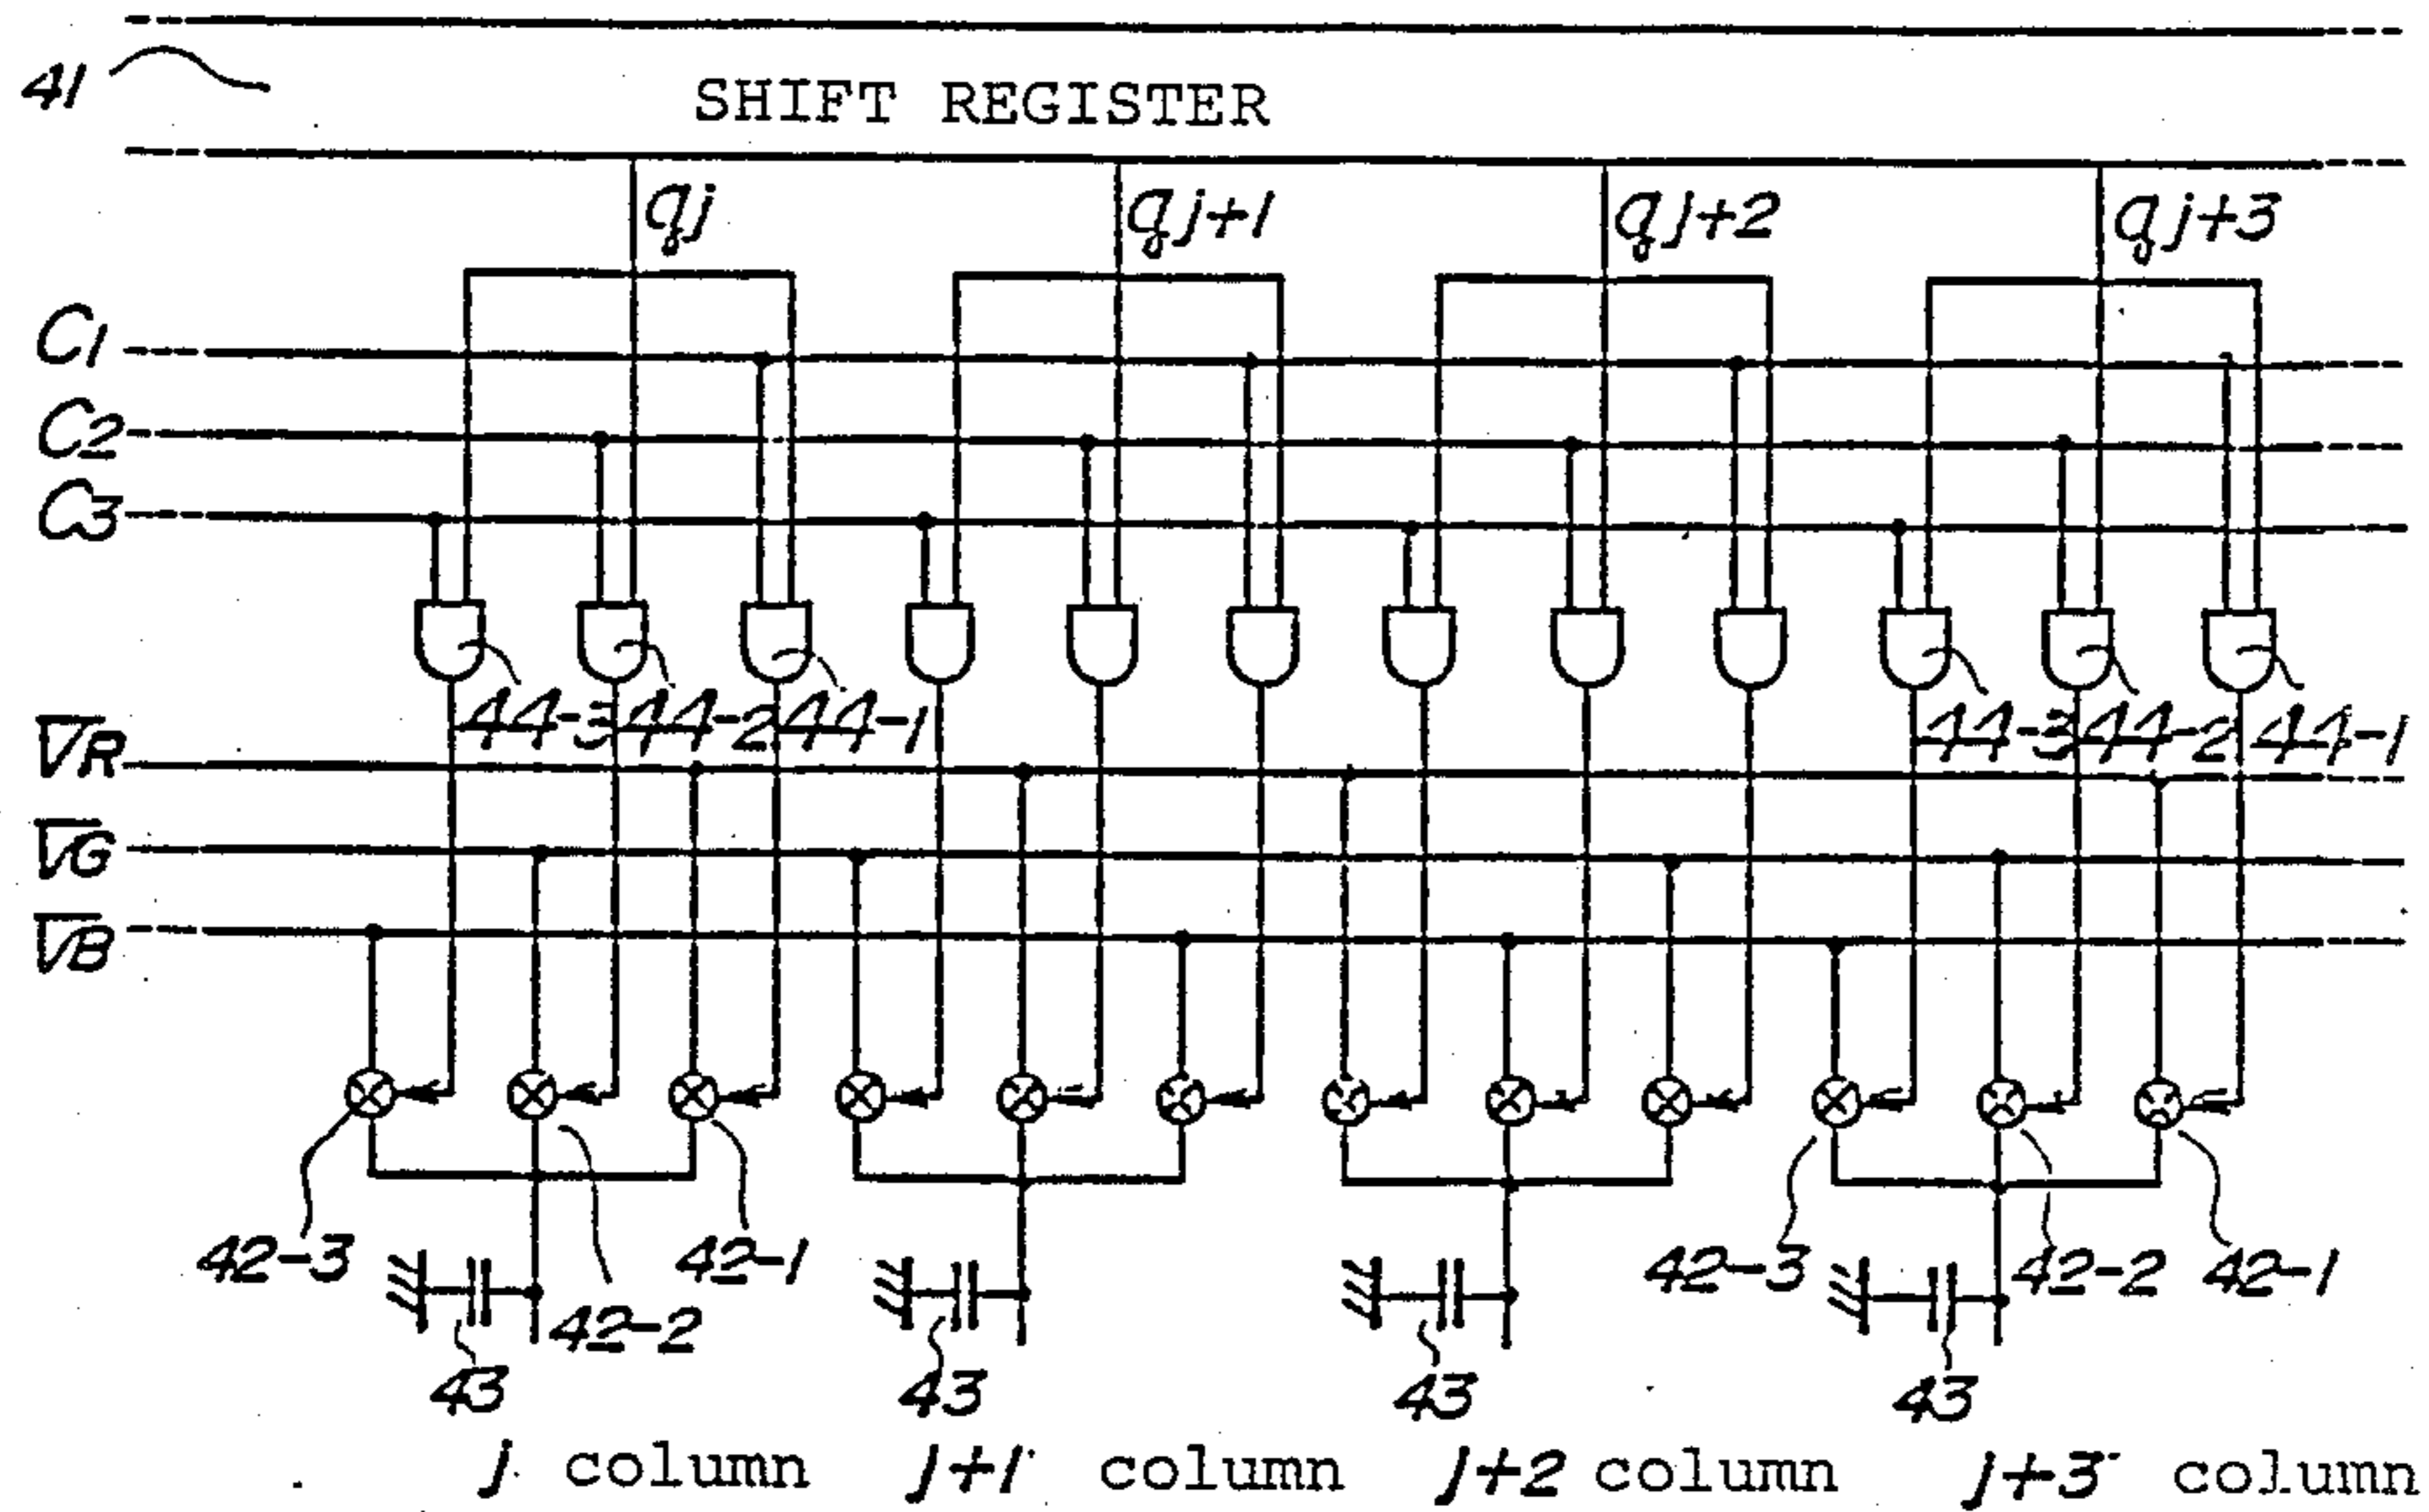 41
SHIFT REGISTER
qj qj+1 qj+2 qj+3
C1
C2
C3
44-3 44-2 44-1 44-3 44-2 44-1
VR
VG
VB
42-3 42-2 42-1 42-3 42-2 42-1
43 43 43 43
j column j+1 column j+2 column j+3 column